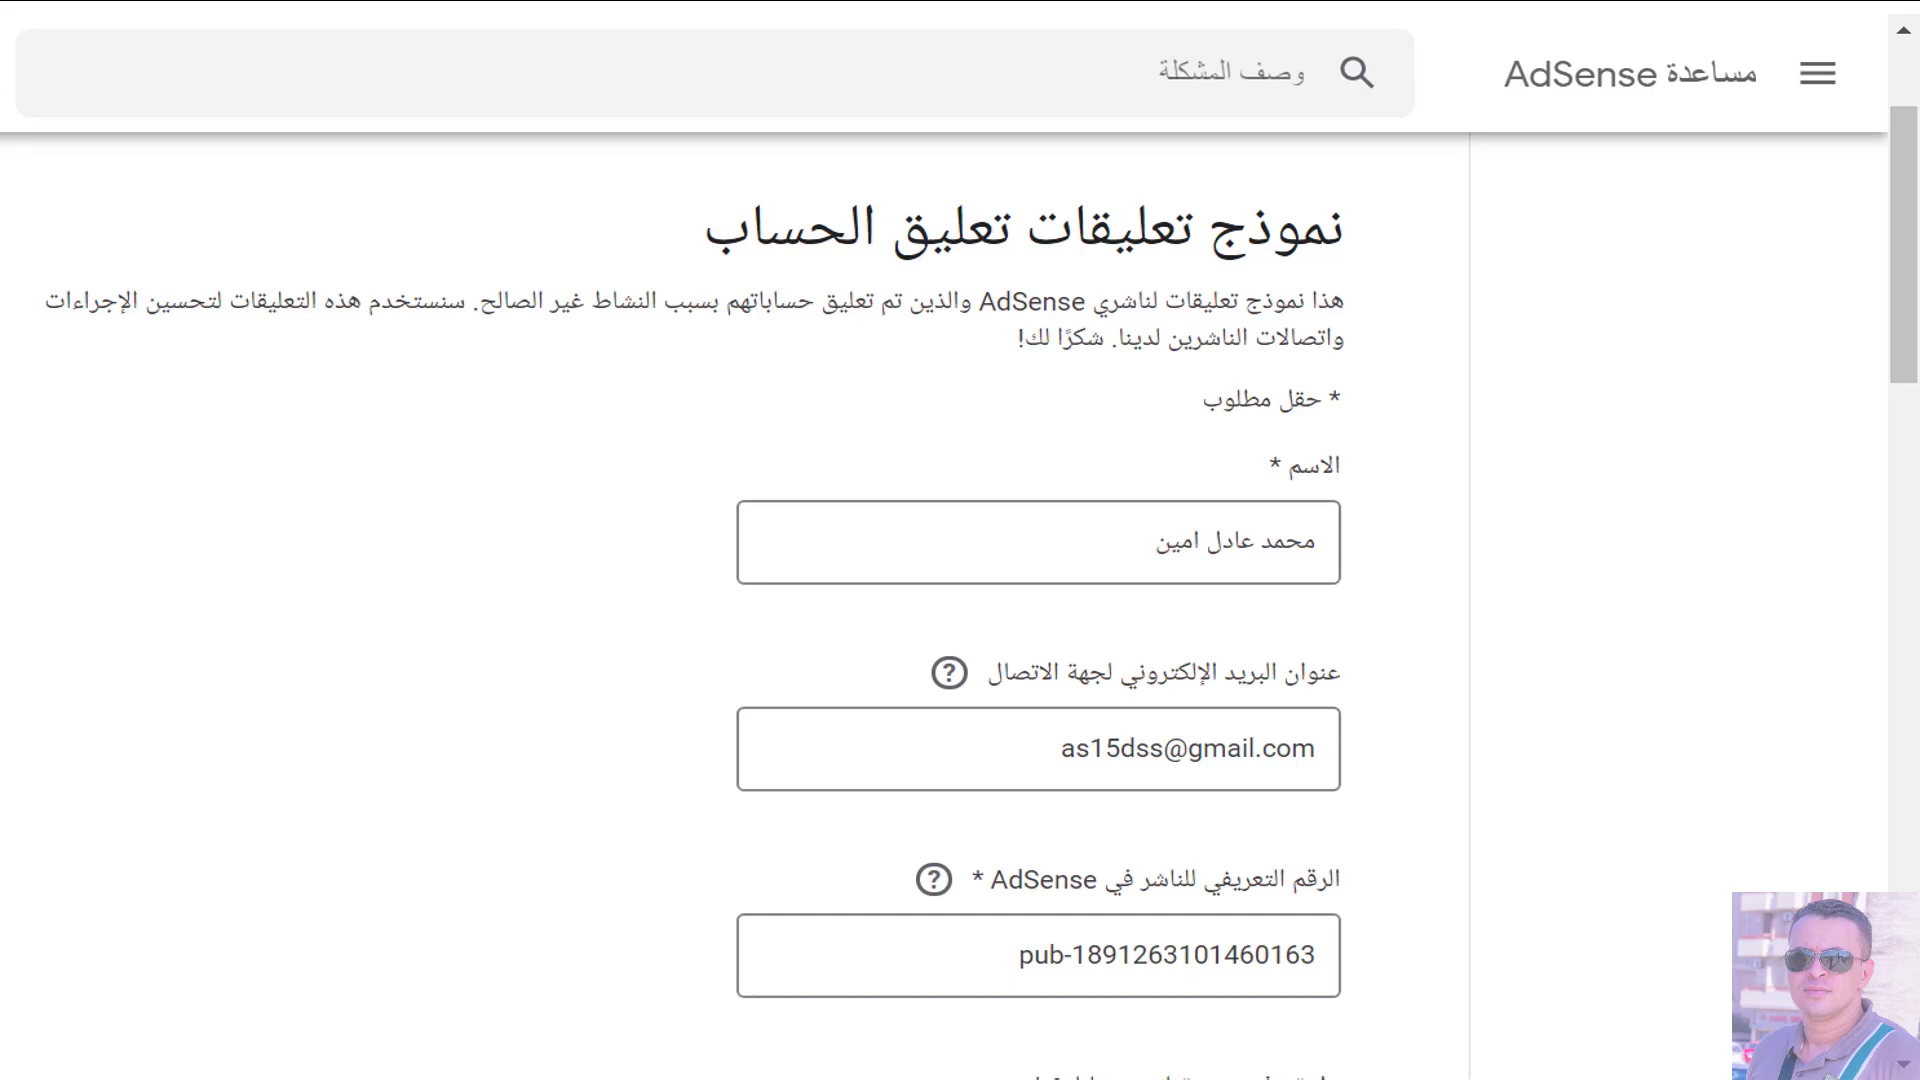 مساعدة AdSense
وصف المشكلة
نموذج تعليقات تعليق الحساب
هذا نموذج تعليقات لناشري AdSense والذين تم تعليق حساباتهم بسبب النشاط غير الصالح. سنستخدم هذه التعليقات لتحسين الإجراءات
واتصالات الناشرين لدينا. شكرًا لك!
* حقل مطلوب
الاسم *
محمد عادل امين
عنوان البريد الإلكتروني لجهة الاتصال
as15dss@gmail.com
الرقم التعريفي للناشر في AdSense *
pub-1891263101460163